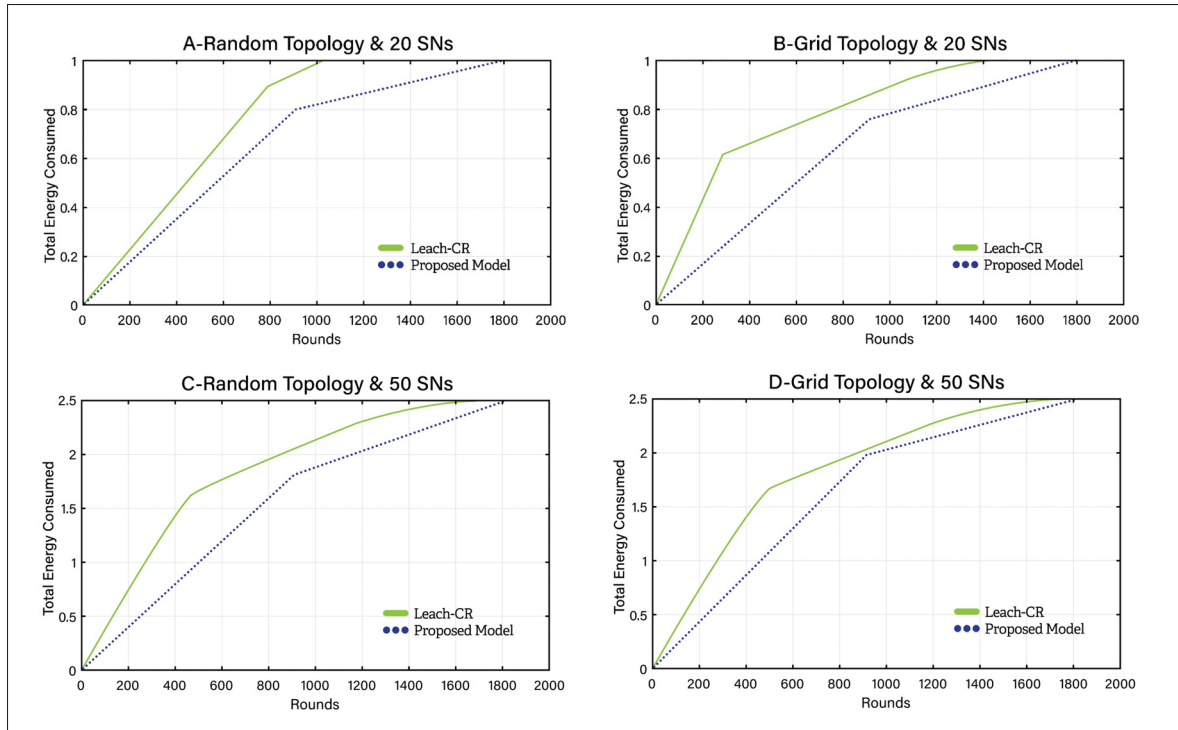 A-Random Topology & 20 SNs
Total Energy Consumed
1
0.8
0.6
0.4
0.2
0
Leach-CR
Proposed Model
0 200 400 600 800 1000 1200 1400 1600 1800 2000
Rounds
B-Grid Topology & 20 SNs
Total Energy Consumed
1
0.8
0.6
0.4
0.2
0
Leach-CR
Proposed Model
0 200 400 600 800 1000 1200 1400 1600 1800 2000
Rounds
C-Random Topology & 50 SNs
Total Energy Consumed
2.5
2
1.5
1
0.5
0
Leach-CR
Proposed Model
0 200 400 600 800 1000 1200 1400 1600 1800 2000
Rounds
D-Grid Topology & 50 SNs
Total Energy Consumed
2.5
2
1.5
1
0.5
0
Leach-CR
Proposed Model
0 200 400 600 800 1000 1200 1400 1600 1800 2000
Rounds